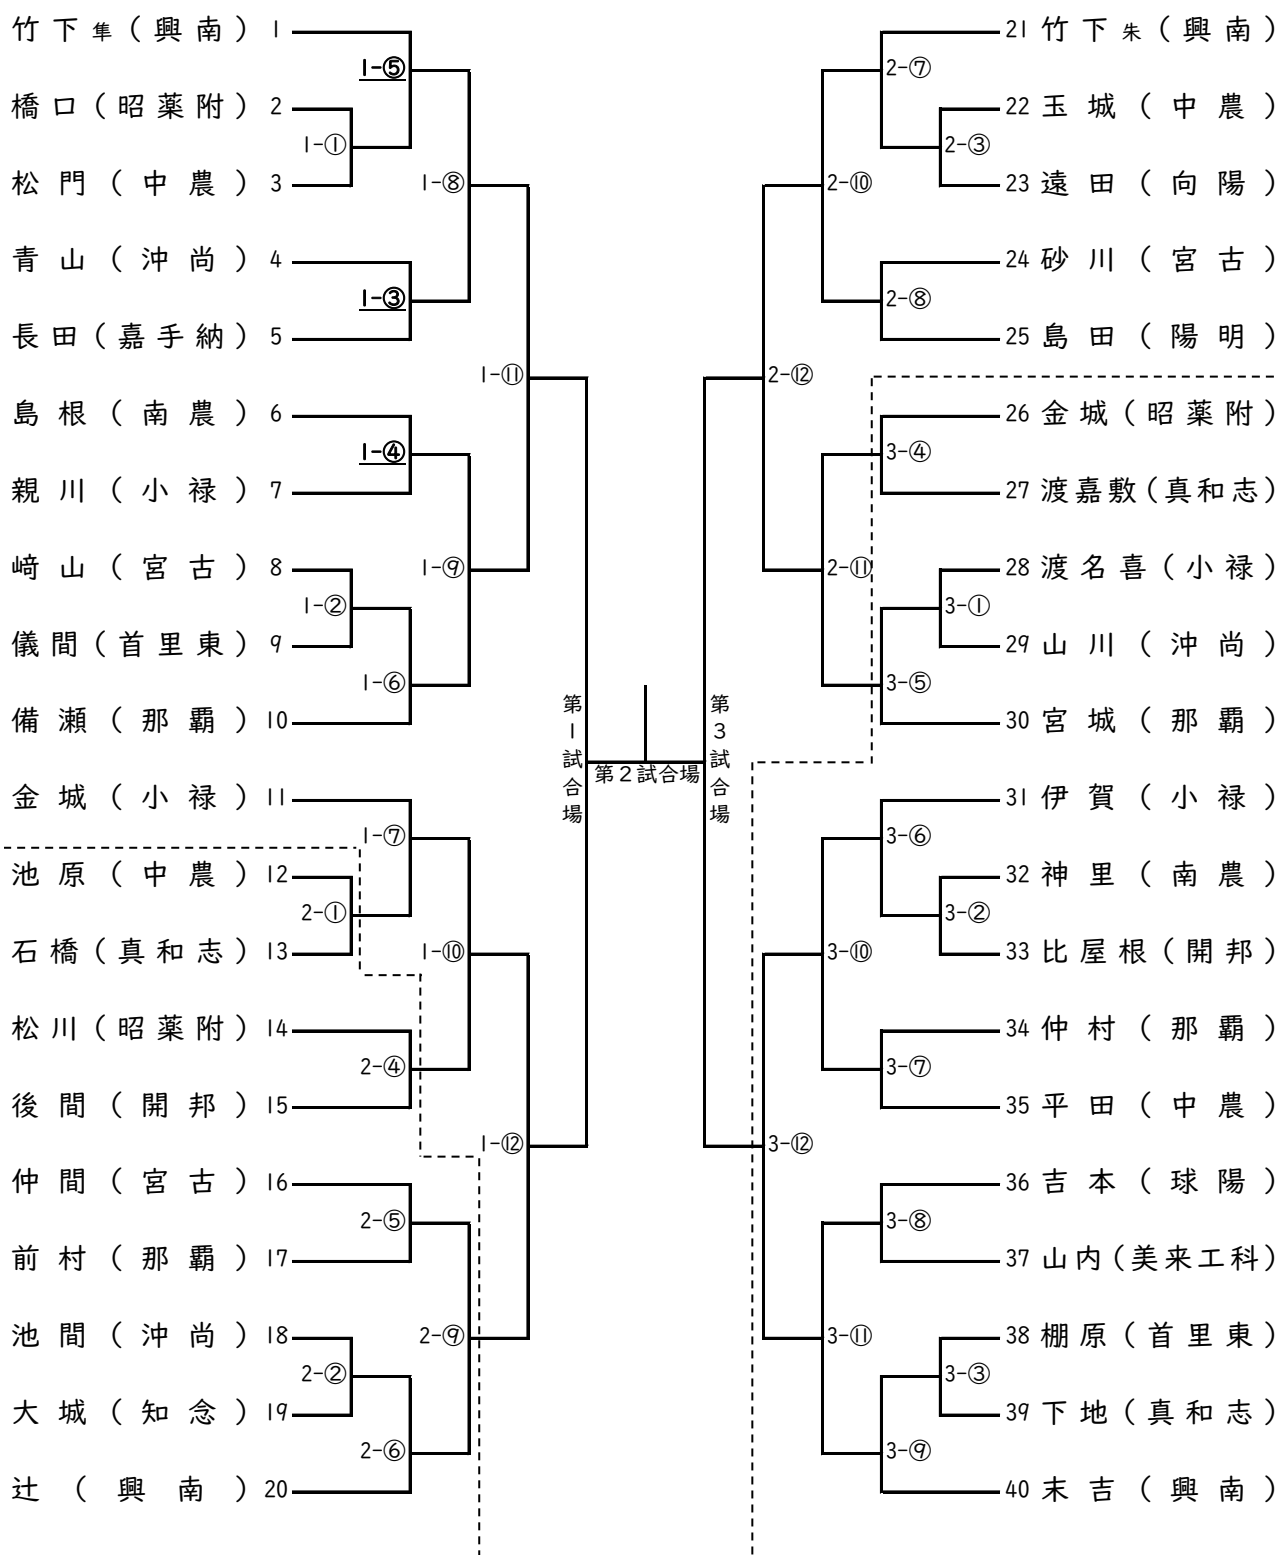 竹下隼（興南）1
1-⑤
橋口（昭薬附）2
1-①
松門（中農）3
1-⑧
青山（沖尚）4
1-③
長田（嘉手納）5
1-⑪
島根（南農）6
1-④
親川（小禄）7
﨑山（宮古）8
1-⑨
1-②
儀間（首里東）9
1-⑥
備瀬（那覇）10
金城（小禄）11
1-⑦
池原（中農）12
2-①
石橋（真和志）13
1-⑩
松川（昭薬附）14
2-④
後間（開邦）15
1-⑫
仲間（宮古）16
2-⑤
前村（那覇）17
池間（沖尚）18
2-⑨
2-②
大城（知念）19
2-⑥
辻（興南）20
第1試合場
第2試合場
第3試合場
21 竹下朱（興南）
2-⑦
22 玉城（中農）
2-③
23 遠田（向陽）
2-⑩
24 砂川（宮古）
2-⑧
25 島田（陽明）
2-⑫
26 金城（昭薬附）
3-④
27 渡嘉敷（真和志）
28 渡名喜（小禄）
2-⑪
3-①
29 山川（沖尚）
3-⑤
30 宮城（那覇）
31 伊賀（小禄）
3-⑥
32 神里（南農）
3-②
33 比屋根（開邦）
3-⑩
34 仲村（那覇）
3-⑦
35 平田（中農）
3-⑫
36 吉本（球陽）
3-⑧
37 山内（美来工科）
38 棚原（首里東）
3-⑪
3-③
39 下地（真和志）
3-⑨
40 末吉（興南）